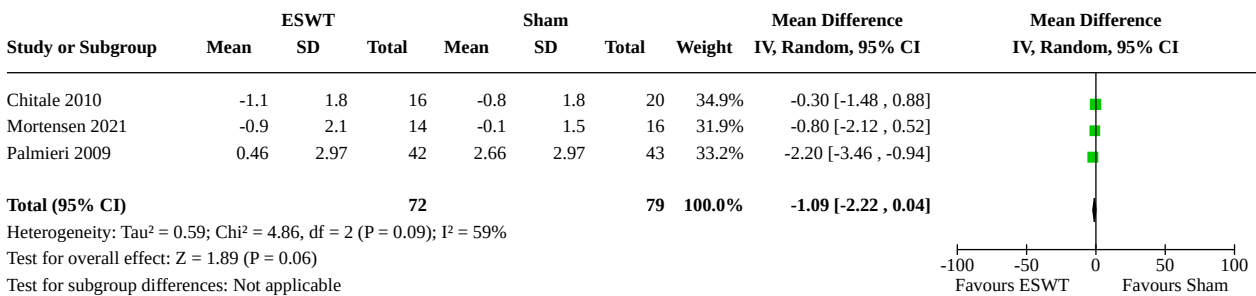 ESWT Sham Mean Difference Mean Difference
Study or Subgroup Mean SD Total Mean SD Total Weight IV, Random, 95% CI IV, Random, 95% CI
Chitale 2010 -1.1 1.8 16 -0.8 1.8 20 34.9% -0.30 [-1.48 , 0.88]
Mortensen 2021 -0.9 2.1 14 -0.1 1.5 16 31.9% -0.80 [-2.12 , 0.52]
Palmieri 2009 0.46 2.97 42 2.66 2.97 43 33.2% -2.20 [-3.46 , -0.94]
Total (95% CI) 72 79 100.0% -1.09 [-2.22 , 0.04]
Heterogeneity: Tau² = 0.59; Chi² = 4.86, df = 2 (P = 0.09); I² = 59%
Test for overall effect: Z = 1.89 (P = 0.06)
-100 -50 0 50 100
Test for subgroup differences: Not applicable Favours ESWT Favours Sham